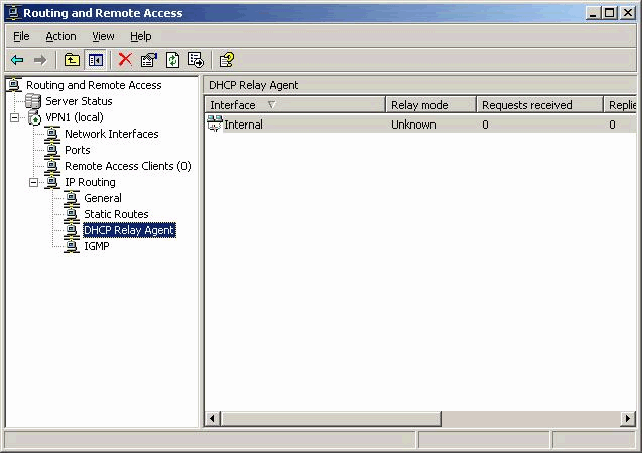 Routing and Remote Access
File Action View Help
Routing and Remote Access
Server Status
VPN1 (local)
Network Interfaces
Ports
Remote Access Clients (0)
IP Routing
General
Static Routes
DHCP Relay Agent
IGMP
DHCP Relay Agent
Interface Relay mode Requests received Replie
Internal Unknown 0 0